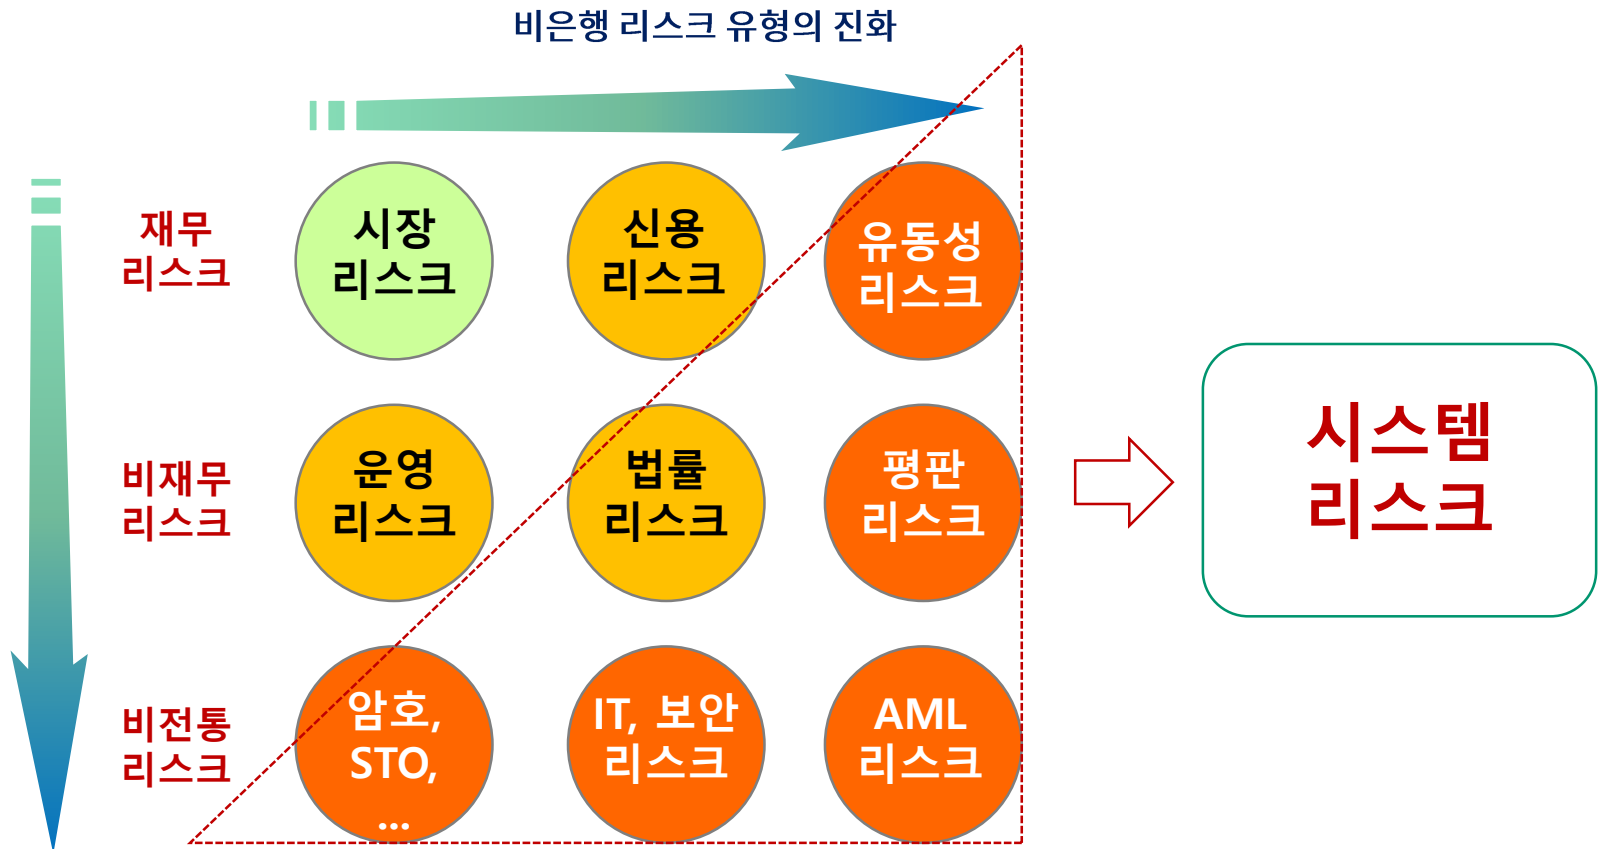 비은행 리스크 유형의 진화
재무
리스크
시장
리스크
신용
리스크
유동성
리스크
비재무
리스크
운영
리스크
법률
리스크
평판
리스크
시스템
리스크
비전통
리스크
암호,
STO,
...
IT, 보안
리스크
AML
리스크